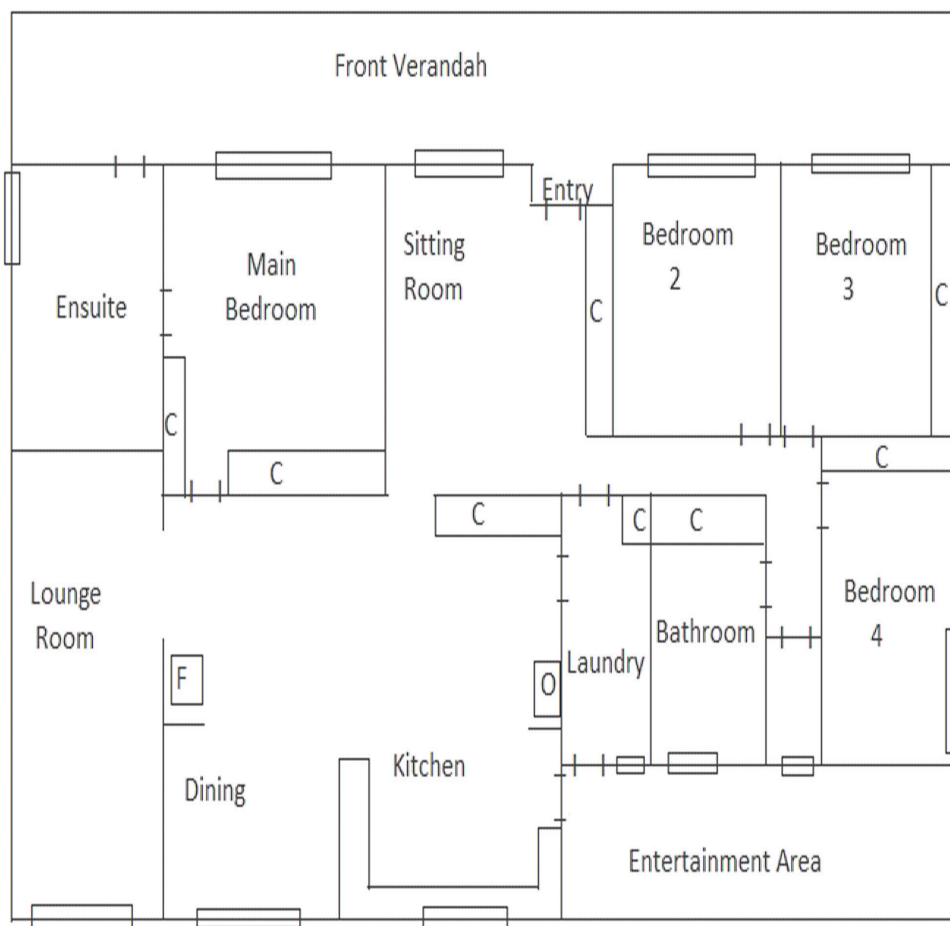 Front Verandah
Entry
Ensuite
Main
Bedroom
Sitting
Room
Bedroom
2
Bedroom
3
C
C
C
C
C
C
C
C
Lounge
Room
F
Dining
Kitchen
O
Laundry
Bathroom
Bedroom
4
Entertainment Area